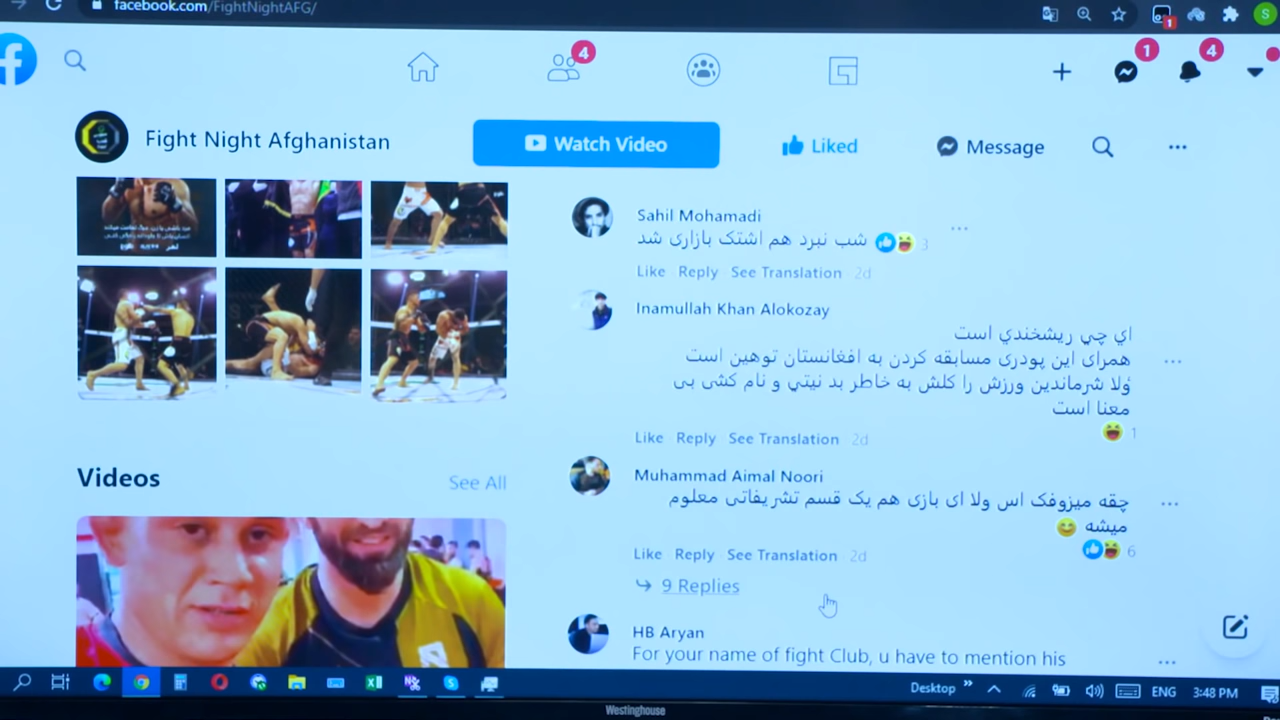 facebook.com/FightNightAFG/
S
1
4
1
4
Fight Night Afghanistan
Watch Video
Liked
Message
Sahil Mohamadi
شب نبرد هم اشتک بازاری شد
3
Like Reply See Translation 2d
Inamullah Khan Alokozay
اي چي ريشخندي است
همرای این پودری مسابقه کردن به افغانستان توهین است
ؤلا شرماندین ورزش را کلش به خاطر بد نیتي و نام کشی بی
معنا است
1
Like Reply See Translation 2d
Muhammad Aimal Noori
چقه میزوفک اس ولا ای بازی هم یک قسم تشریفاتی معلوم
میشه
6
Like Reply See Translation 2d
9 Replies
HB Aryan
For your name of fight Club, u have to mention his
Videos
See All
Desktop
ENG
3:48 PM
Westinghouse